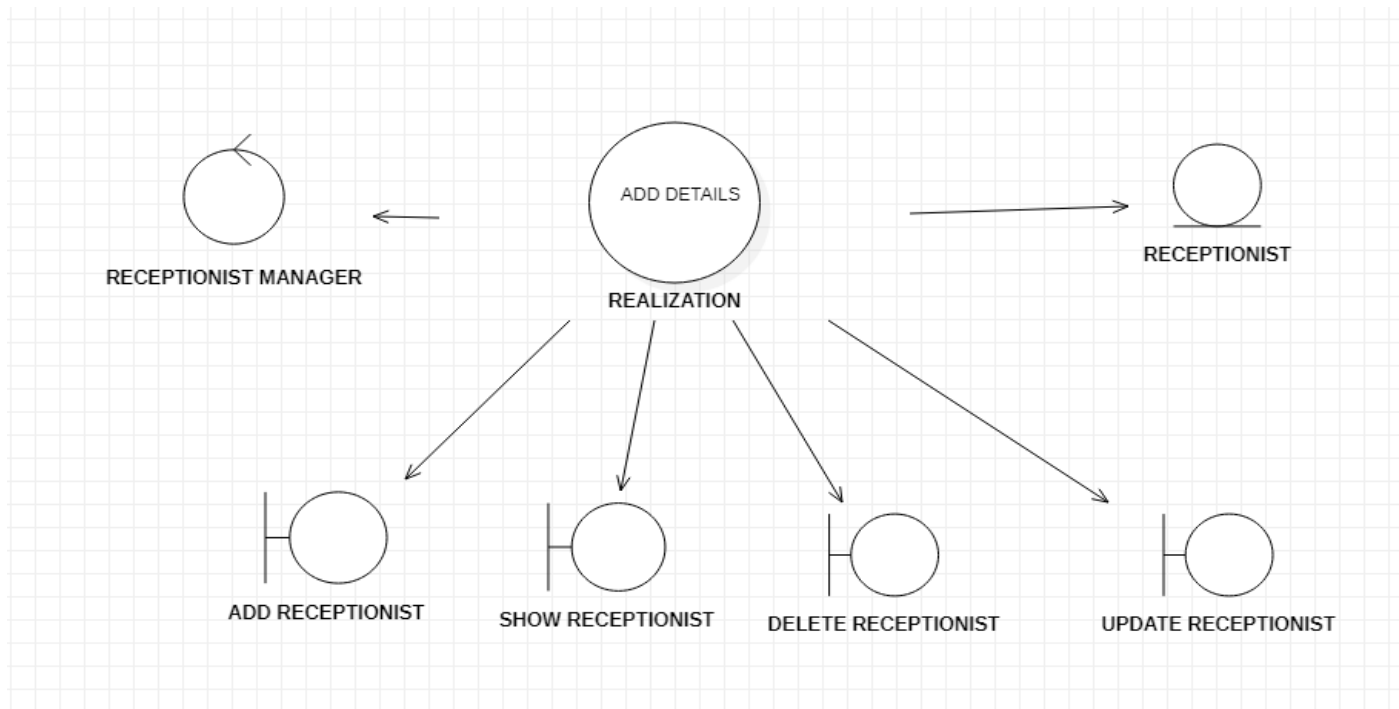 ADD DETAILS
REALIZATION
RECEPTIONIST MANAGER
RECEPTIONIST
ADD RECEPTIONIST
SHOW RECEPTIONIST
DELETE RECEPTIONIST
UPDATE RECEPTIONIST